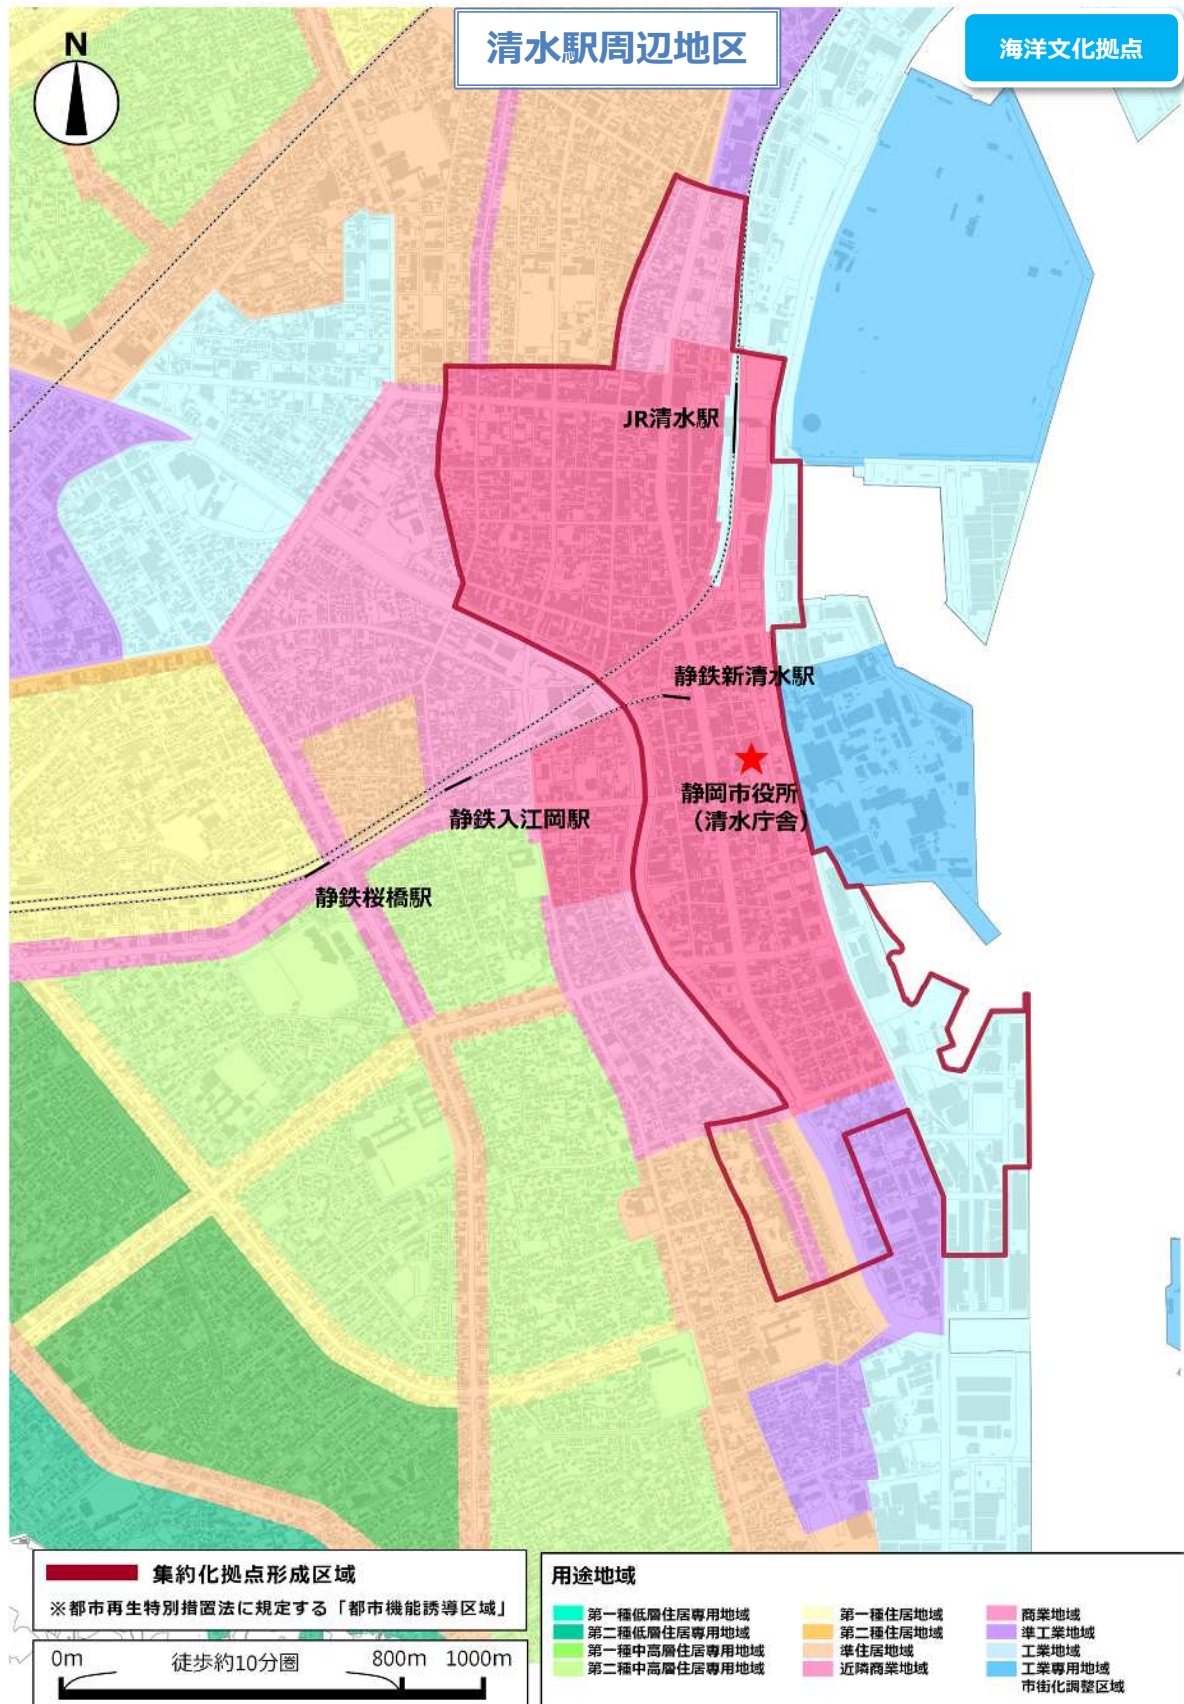 清水駅周辺地区
海洋文化拠点
N
JR清水駅
静鉄新清水駅
静岡市役所
（清水庁舎）
静鉄入江岡駅
静鉄桜橋駅
集約化拠点形成区域
※都市再生特別措置法に規定する「都市機能誘導区域」
0m 徒歩約10分圏 800m 1000m
用途地域
第一種低層住居専用地域
第二種低層住居専用地域
第一種中高層住居専用地域
第二種中高層住居専用地域
第一種住居地域
第二種住居地域
準住居地域
近隣商業地域
商業地域
準工業地域
工業地域
工業専用地域
市街化調整区域